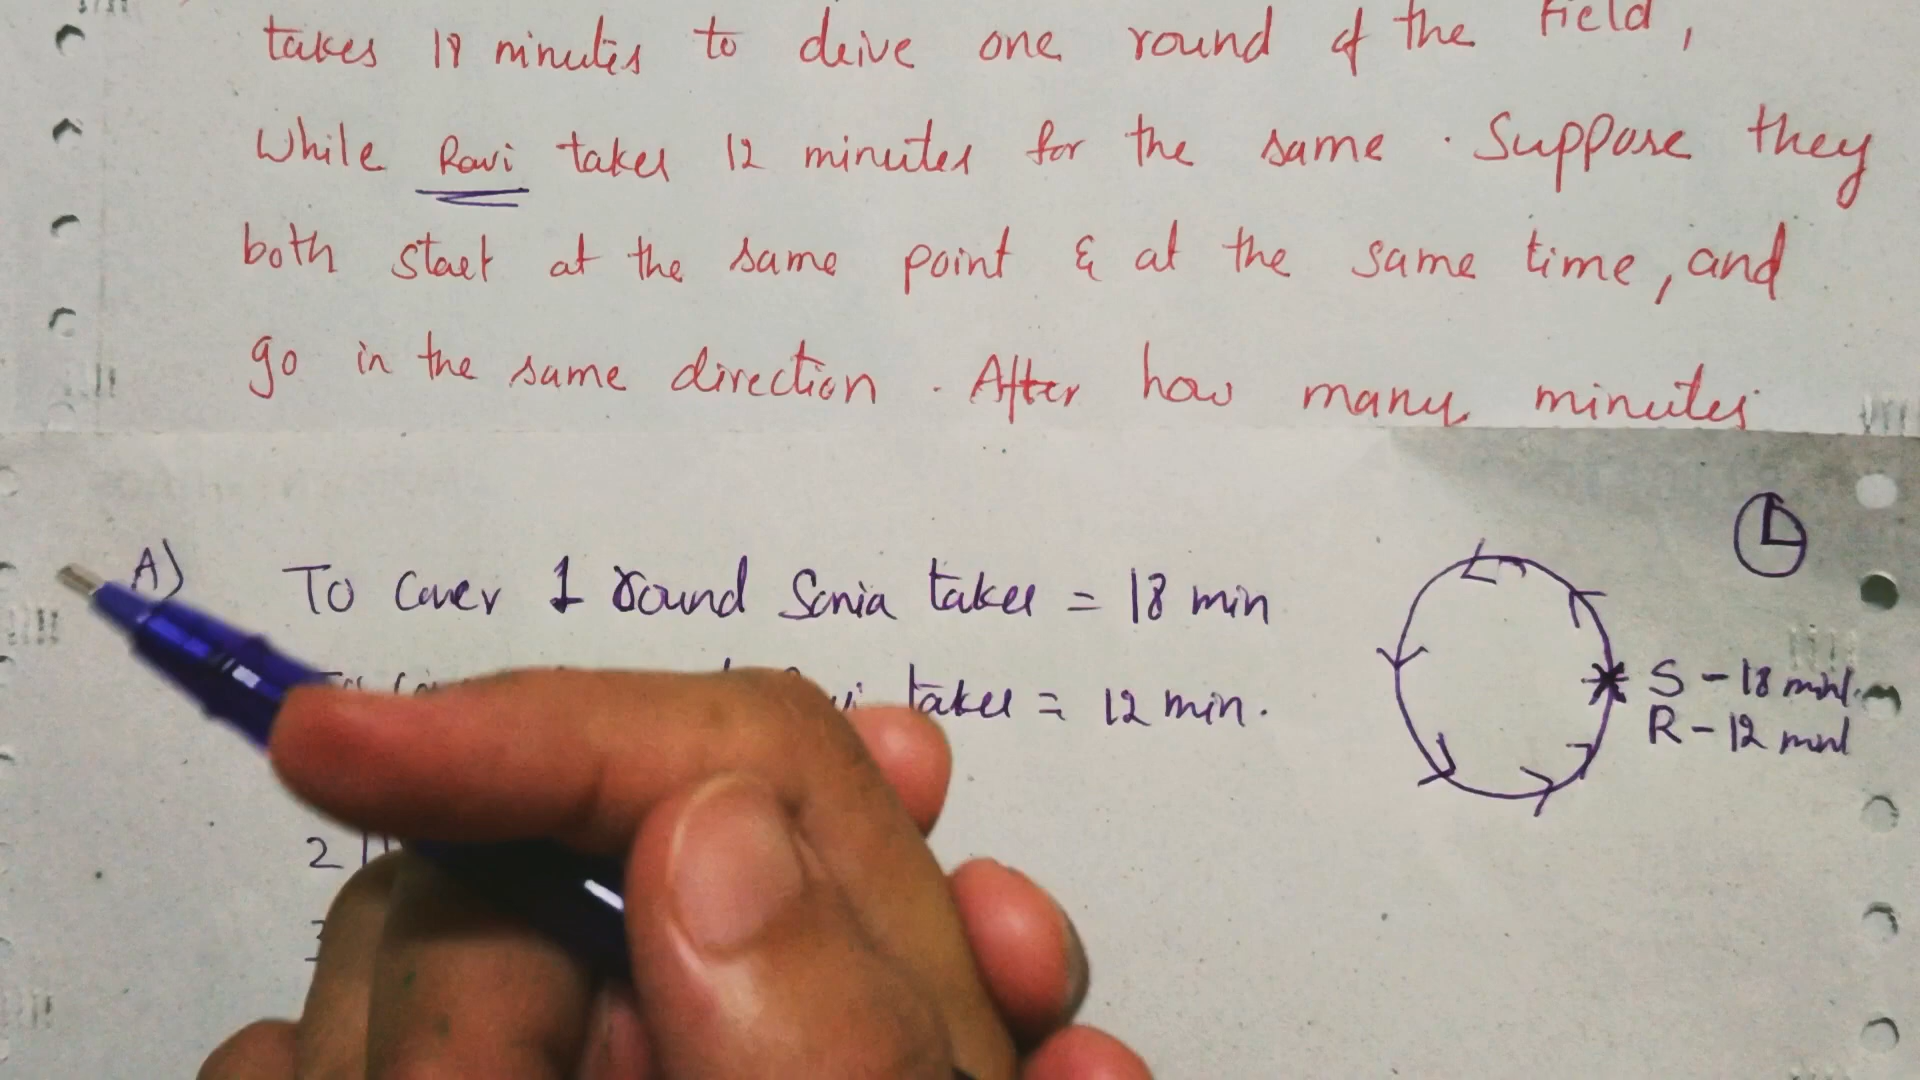 takes 18 minutes to drive one round of the field,
While Ravi takes 12 minutes for the same. Suppose they
both start at the same point & at the same time, and
go in the same direction. After how many minutes
A) To Cover 1 round Sonia takes = 18 min
takes = 12 min.
S - 18 min
R - 12 min
2